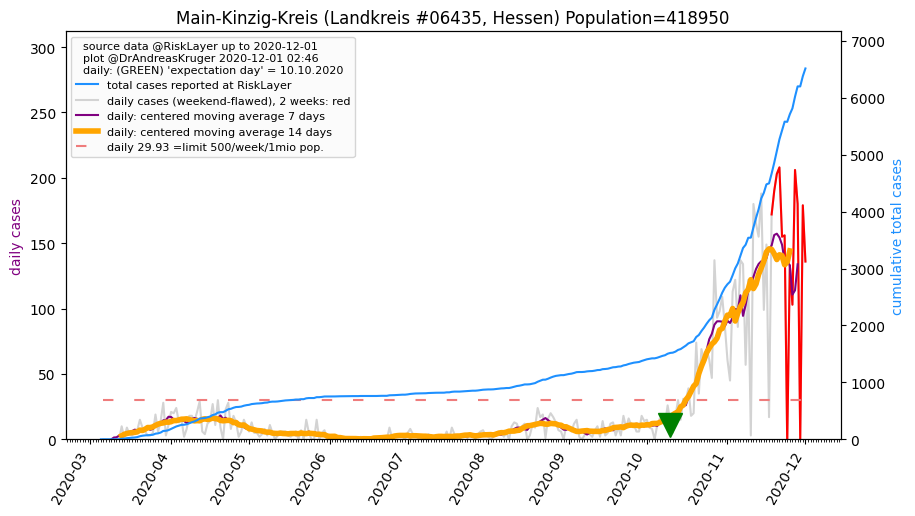 Main-Kinzig-Kreis (Landkreis #06435, Hessen) Population=418950
source data @RiskLayer up to 2020-12-01
plot @DrAndreasKruger 2020-12-01 02:46
daily: (GREEN) 'expectation day' = 10.10.2020
total cases reported at RiskLayer
daily cases (weekend-flawed), 2 weeks: red
daily: centered moving average 7 days
daily: centered moving average 14 days
daily 29.93 =limit 500/week/1mio pop.
daily cases
300
250
200
150
100
50
0
cumulative total cases
7000
6000
5000
4000
3000
2000
1000
0
2020-03
2020-04
2020-05
2020-06
2020-07
2020-08
2020-09
2020-10
2020-11
2020-12